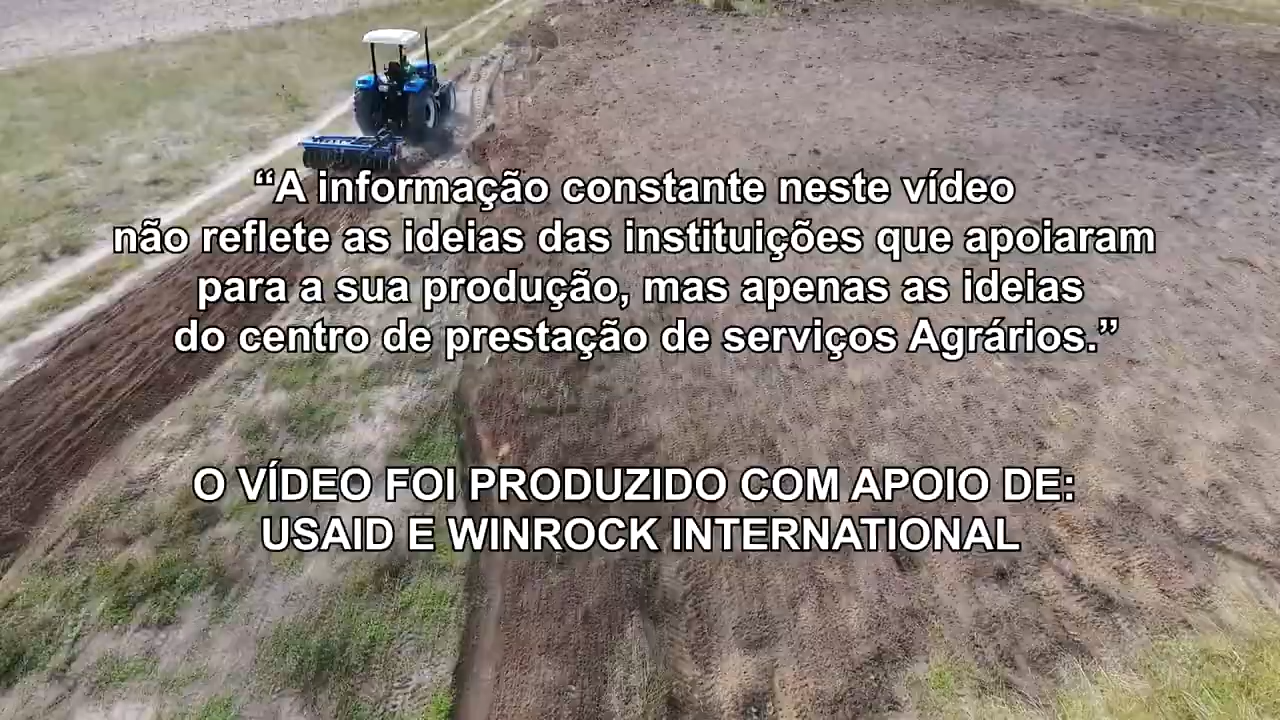 “A informação constante neste vídeo
não reflete as ideias das instituições que apoiaram
para a sua produção, mas apenas as ideias
do centro de prestação de serviços Agrários.”
O VÍDEO FOI PRODUZIDO COM APOIO DE:
USAID E WINROCK INTERNATIONAL